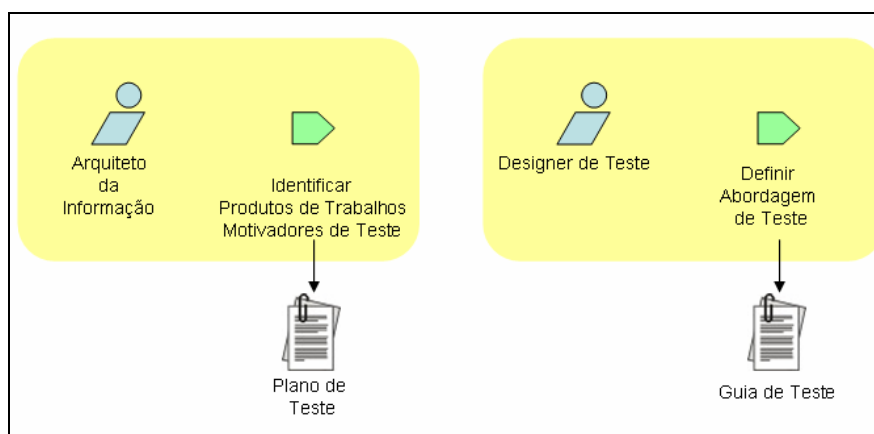 Arquiteto
da
Informação
Identificar
Produtos de Trabalhos
Motivadores de Teste
Plano de
Teste
Designer de Teste
Definir
Abordagem
de Teste
Guia de Teste